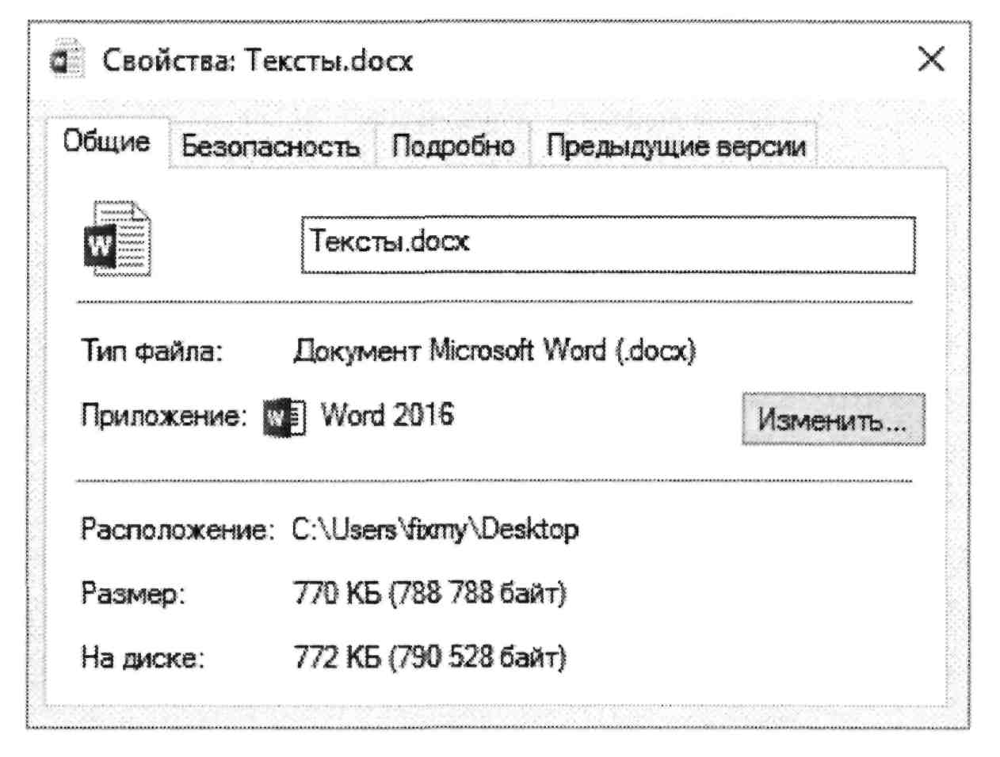 Свойства: Тексты.docx
Общие Безопасность Подробно Предыдущие версии
W
Тексты.docx
Тип файла: Документ Microsoft Word (.docx)
Приложение: W Word 2016 Изменить...
Расположение: C:\Users\fixmy\Desktop
Размер: 770 КБ (788 788 байт)
На диске: 772 КБ (790 528 байт)